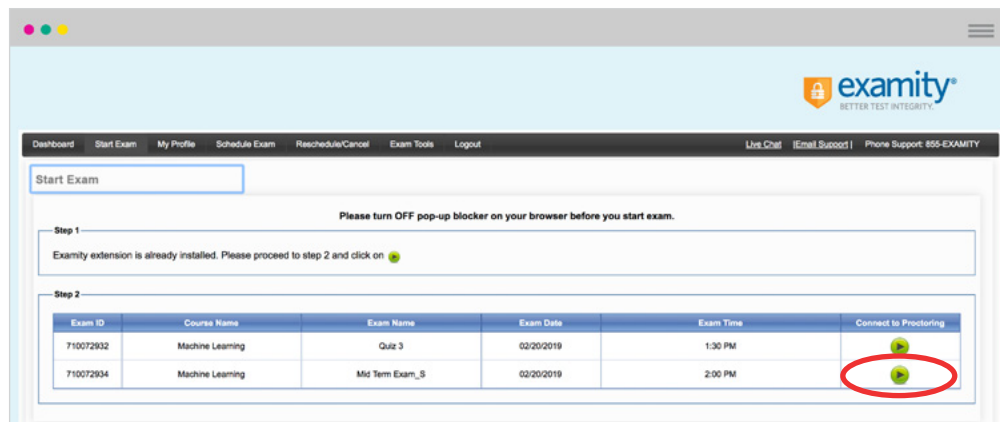 examity®
BETTER TEST INTEGRITY.
Dashboard Start Exam My Profile Schedule Exam Reschedule/Cancel Exam Tools Logout Live Chat |Email Support| Phone Support: 855-EXAMITY
Start Exam
Please turn OFF pop-up blocker on your browser before you start exam.
Step 1
Examity extension is already installed. Please proceed to step 2 and click on
Step 2
Exam ID Course Name Exam Name Exam Date Exam Time Connect to Proctoring
710072932 Machine Learning Quiz 3 02/20/2019 1:30 PM
710072934 Machine Learning Mid Term Exam_S 02/20/2019 2:00 PM